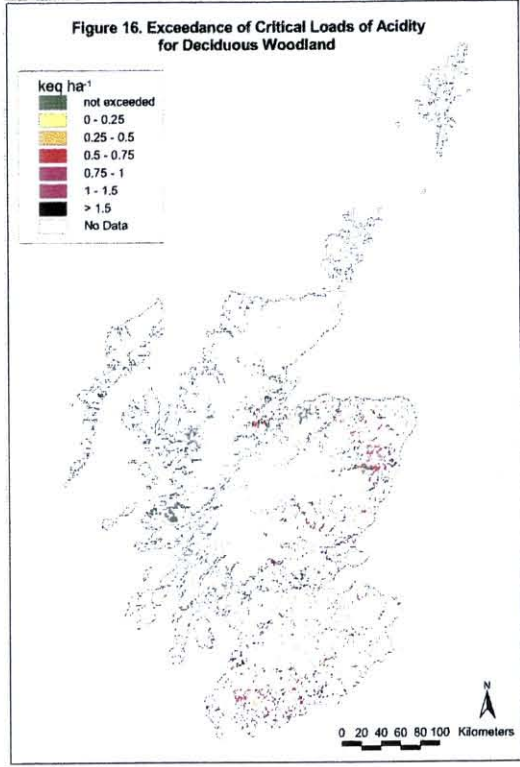 Figure 16. Exceedance of Critical Loads of Acidity
for Deciduous Woodland
keq ha⁻¹
not exceeded
0 - 0.25
0.25 - 0.5
0.5 - 0.75
0.75 - 1
1 - 1.5
> 1.5
No Data
N
0 20 40 60 80 100 Kilometers